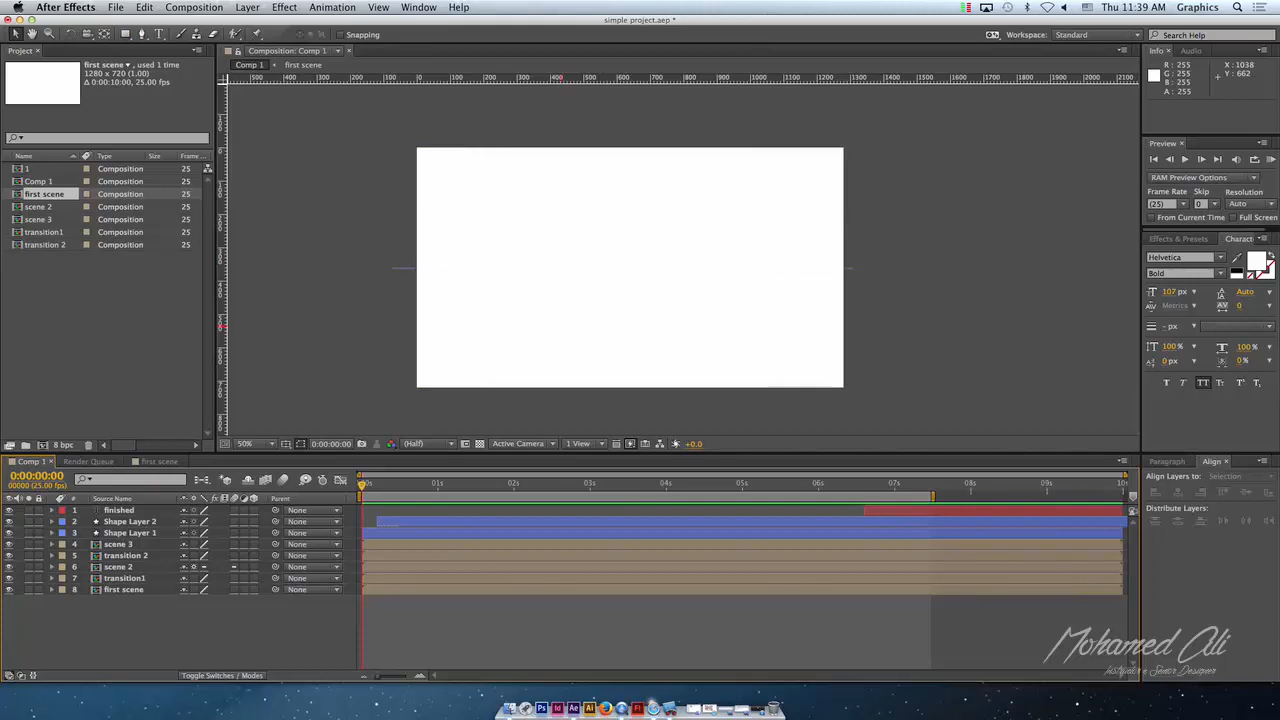 After Effects File Edit Composition Layer Effect Animation View Window Help Thu 11:39 AM Graphics
simple project.aep *
Snapping Workspace: Standard Search Help
Project
first scene, used 1 time
1280 x 720 (1.00)
0:00:10:00, 25.00 fps
Name Type Size Frame ...
1 Composition 25
Comp 1 Composition 25
first scene Composition 25
scene 2 Composition 25
scene 3 Composition 25
transition1 Composition 25
transition 2 Composition 25
8 bpc
Composition: Comp 1
Comp 1 first scene
50% 0:00:00:00 (Half) Active Camera 1 View +0.0
Info Audio
R : 255 X : 1038
G : 255 Y : 662
B : 255
A : 255
Preview
RAM Preview Options
Frame Rate Skip Resolution
(25) 0 Auto
From Current Time Full Screen
Effects & Presets Charact
Helvetica
Bold
107 px Auto
Metrics 0
- px
100 % 100 %
0 px 0 %
Comp 1 Render Queue first scene
0:00:00:00
00000 (25.00 fps)
00s 01s 02s 03s 04s 05s 06s 07s 08s 09s 10s
# Source Name Parent
1 finished None
2 Shape Layer 2 None
3 Shape Layer 1 None
4 scene 3 None
5 transition 2 None
6 scene 2 None
7 transition1 None
8 first scene None
Toggle Switches / Modes
Paragraph Align
Align Layers to: Selection
Distribute Layers:
Mohamed Ali